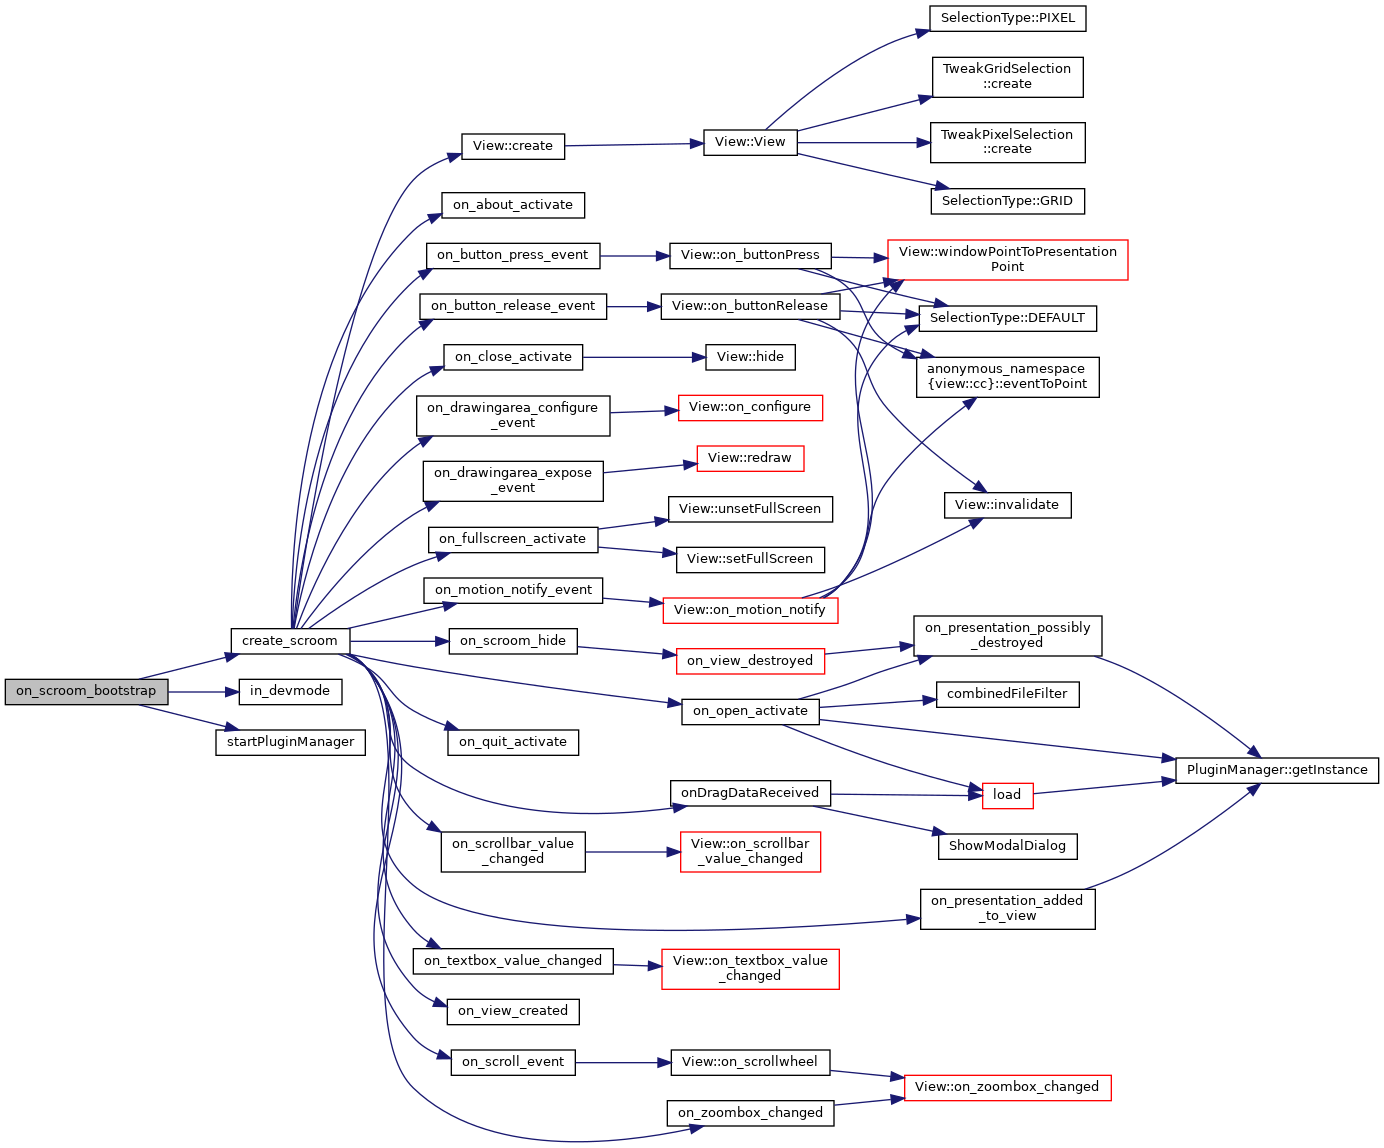 SelectionType::PIXEL
TweakGridSelection
::create
TweakPixelSelection
::create
View::create
View::View
SelectionType::GRID
on_about_activate
on_button_press_event
View::on_buttonPress
View::windowPointToPresentation
Point
on_button_release_event
View::on_buttonRelease
SelectionType::DEFAULT
on_close_activate
View::hide
anonymous_namespace
{view::cc}::eventToPoint
on_drawingarea_configure
_event
View::on_configure
on_drawingarea_expose
_event
View::redraw
View::unsetFullScreen
View::invalidate
on_fullscreen_activate
View::setFullScreen
on_motion_notify_event
View::on_motion_notify
create_scroom
on_scroom_hide
on_view_destroyed
on_presentation_possibly
_destroyed
on_scroom_bootstrap
in_devmode
on_open_activate
combinedFileFilter
startPluginManager
on_quit_activate
PluginManager::getInstance
onDragDataReceived
load
on_scrollbar_value
_changed
View::on_scrollbar
_value_changed
ShowModalDialog
on_presentation_added
_to_view
on_textbox_value_changed
View::on_textbox_value
_changed
on_view_created
on_scroll_event
View::on_scrollwheel
View::on_zoombox_changed
on_zoombox_changed